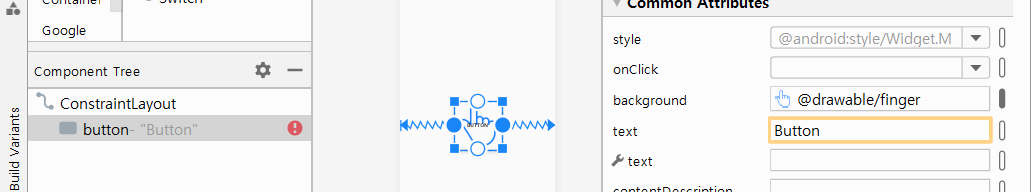 Container
Switch
Google
Build Variants
Component Tree
ConstraintLayout
button- "Button"
BUTTON
Common Attributes
style
@android:style/Widget.M
onClick
background
@drawable/finger
text
Button
text
contentDescription